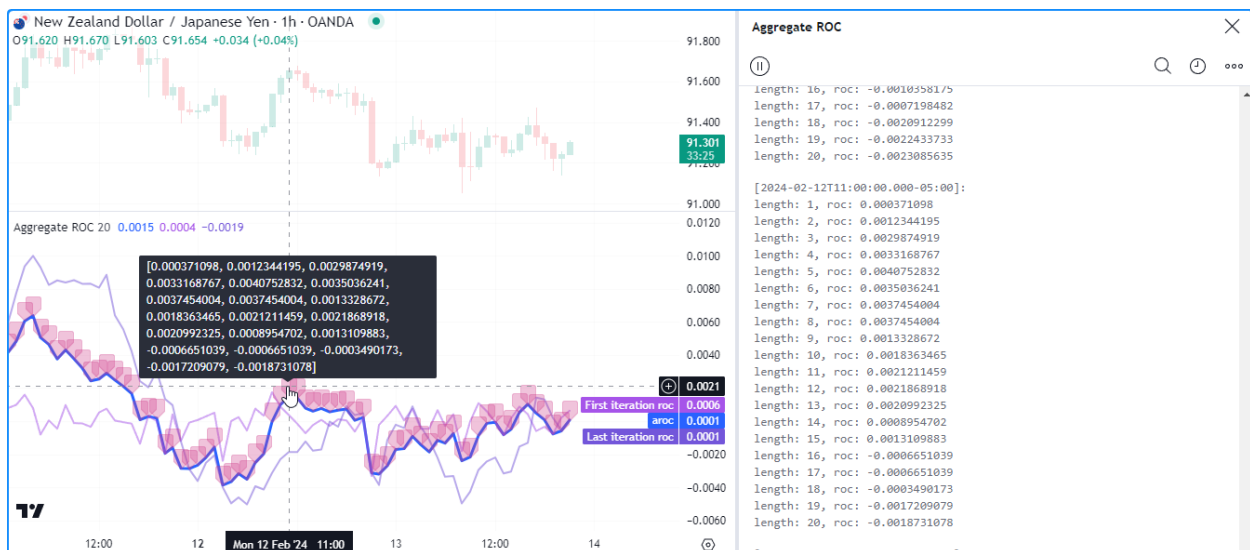 New Zealand Dollar / Japanese Yen · 1h · OANDA
O91.620 H91.670 L91.603 C91.654 +0.034 (+0.04%)
91.800
91.600
91.400
91.301
33:25
91.200
91.000
Aggregate ROC 20 0.0015 0.0004 −0.0019
0.0120
0.0100
0.0080
0.0060
0.0040
[0.000371098, 0.0012344195, 0.0029874919,
0.0033168767, 0.0040752832, 0.0035036241,
0.0037454004, 0.0037454004, 0.0013328672,
0.0018363465, 0.0021211459, 0.0021868918,
0.0020992325, 0.0008954702, 0.0013109883,
-0.0006651039, -0.0006651039, -0.0003490173,
-0.0017209079, -0.0018731078]
0.0021
First iteration roc 0.0006
aroc 0.0001
Last iteration roc 0.0001
−0.0020
−0.0040
−0.0060
12:00 12 Mon 12 Feb '24 11:00 13 12:00 14
Aggregate ROC
length: 16, roc: -0.0010358175
length: 17, roc: -0.0007198482
length: 18, roc: -0.0020912299
length: 19, roc: -0.0022433733
length: 20, roc: -0.0023085635
[2024-02-12T11:00:00.000-05:00]:
length: 1, roc: 0.000371098
length: 2, roc: 0.0012344195
length: 3, roc: 0.0029874919
length: 4, roc: 0.0033168767
length: 5, roc: 0.0040752832
length: 6, roc: 0.0035036241
length: 7, roc: 0.0037454004
length: 8, roc: 0.0037454004
length: 9, roc: 0.0013328672
length: 10, roc: 0.0018363465
length: 11, roc: 0.0021211459
length: 12, roc: 0.0021868918
length: 13, roc: 0.0020992325
length: 14, roc: 0.0008954702
length: 15, roc: 0.0013109883
length: 16, roc: -0.0006651039
length: 17, roc: -0.0006651039
length: 18, roc: -0.0003490173
length: 19, roc: -0.0017209079
length: 20, roc: -0.0018731078